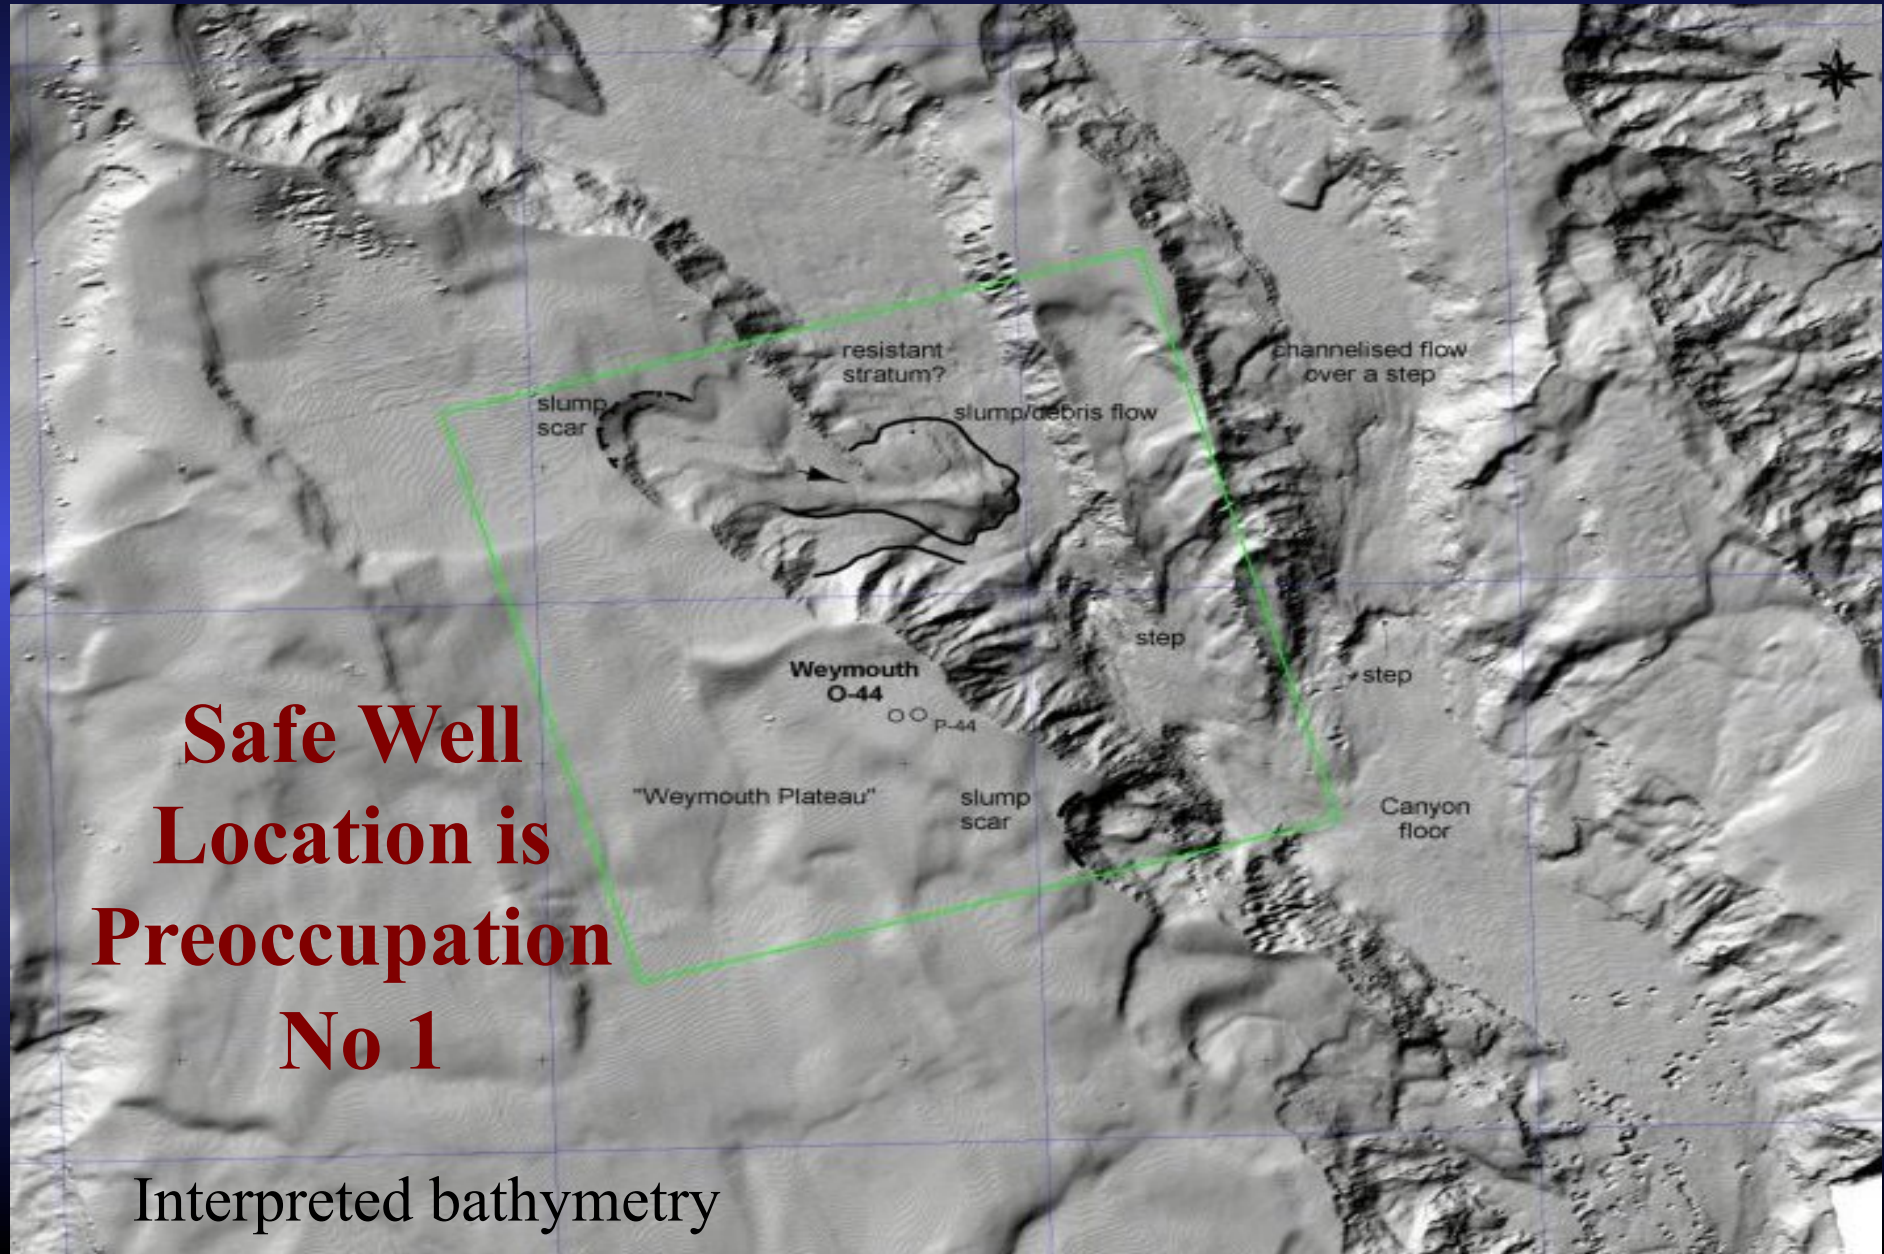 resistant
stratum?
channelised flow
over a step
slump
scar
slump/debris flow
step
step
Weymouth
O-44
P-44
"Weymouth Plateau"
slump
scar
Canyon
floor
Safe Well
Location is
Preoccupation
No 1
Interpreted bathymetry